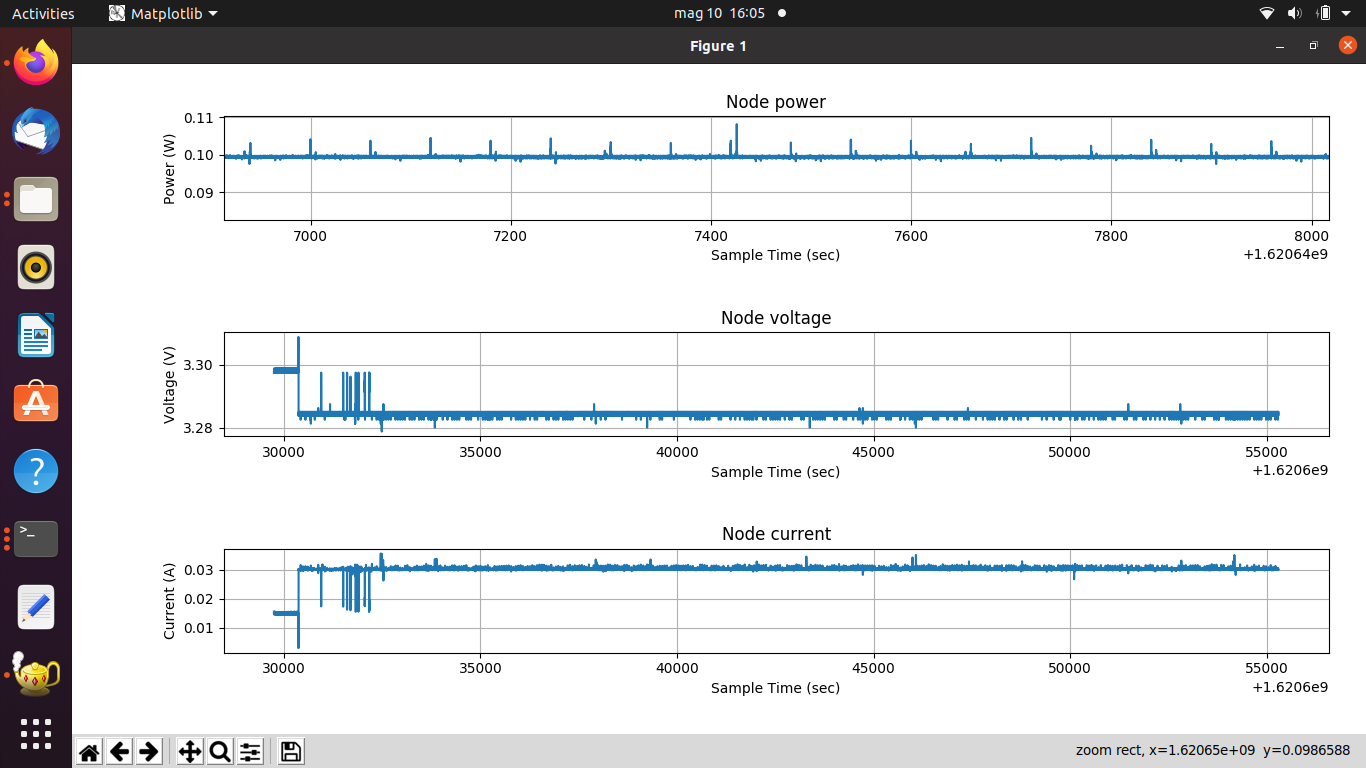 Activities Matplotlib mag 10 16:05
Figure 1
Node power
Power (W)
0.11
0.10
0.09
7000 7200 7400 7600 7800 8000
Sample Time (sec)
+1.62064e9
Node voltage
Voltage (V)
3.30
3.28
30000 35000 40000 45000 50000 55000
Sample Time (sec)
+1.6206e9
Node current
Current (A)
0.03
0.02
0.01
30000 35000 40000 45000 50000 55000
Sample Time (sec)
+1.6206e9
zoom rect, x=1.62065e+09 y=0.0986588